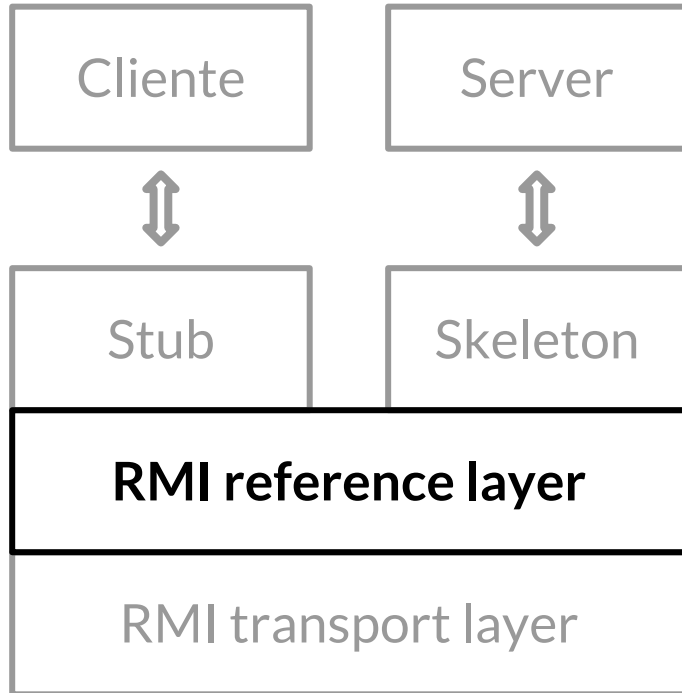 Cliente
Server
Stub
Skeleton
RMI reference layer
RMI transport layer